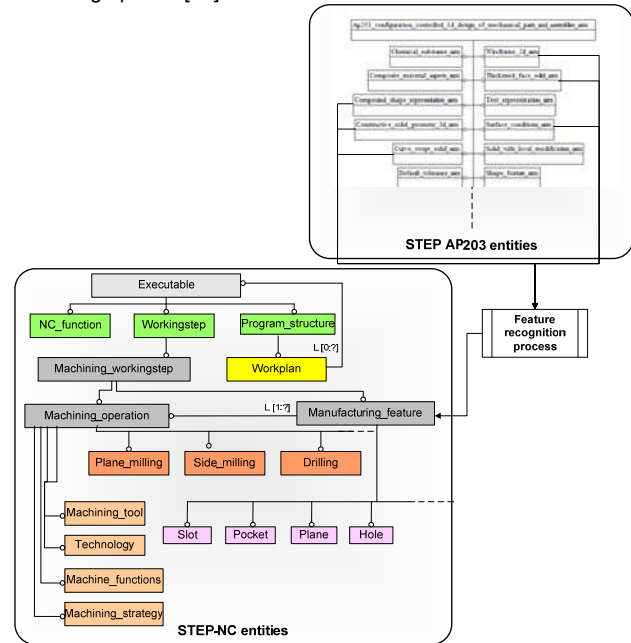 Ap203_configuration_controlled_3d_design_of_mechanical_parts_and_assemblies_arm
Chemical_substance_arm
Wireframe_2d_arm
Composite_material_aspects_arm
Thickened_face_solid_arm
Compound_shape_representation_arm
Text_representation_arm
Constructive_solid_geometry_3d_arm
Surface_conditions_arm
Curve_swept_solid_arm
Solid_with_local_modification_arm
Default_tolerance_arm
Shape_feature_arm
STEP AP203 entities
Executable
NC_function
Workingstep
Program_structure
Feature
recognition
process
L [0:?]
Machining_workingstep
Workplan
L [1:?]
Machining_operation
Manufacturing_feature
Plane_milling
Side_milling
Drilling
Machining_tool
Slot
Pocket
Plane
Hole
Technology
Machine_functions
Machining_strategy
STEP-NC entities